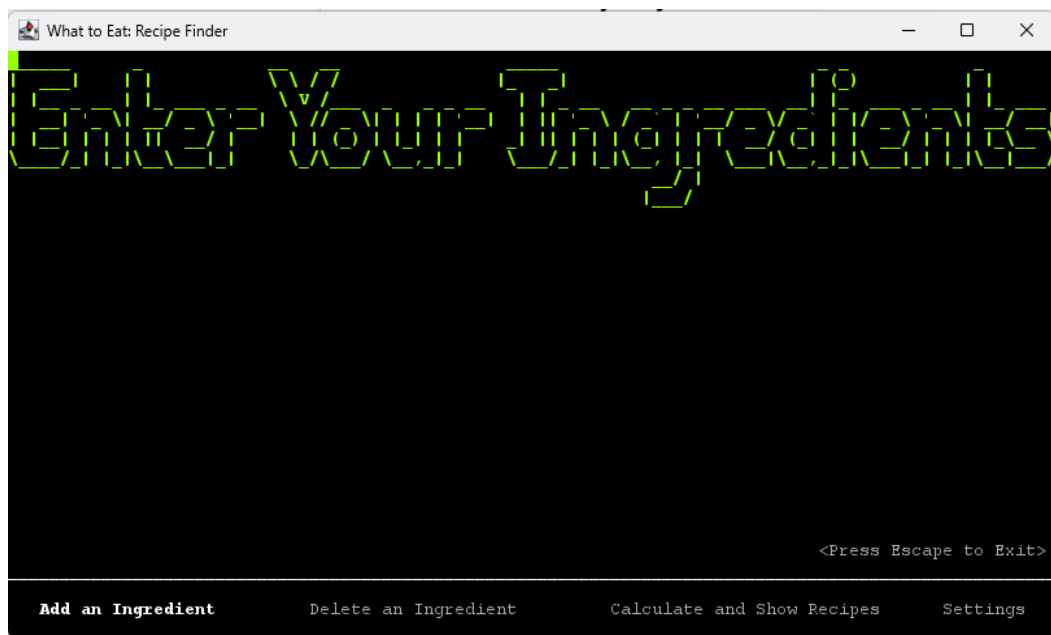 What to Eat: Recipe Finder
Enter Your Ingredients
<Press Escape to Exit>
Add an Ingredient Delete an Ingredient Calculate and Show Recipes Settings